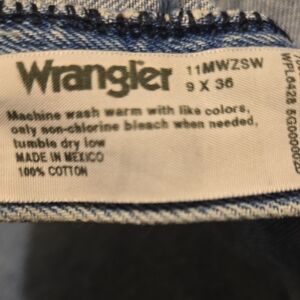 Wrangler
11MWZSW
9 X 36
Machine wash warm with like colors,
only non-chlorine bleach when needed,
tumble dry low
MADE IN MEXICO
100% COTTON
WPL6428